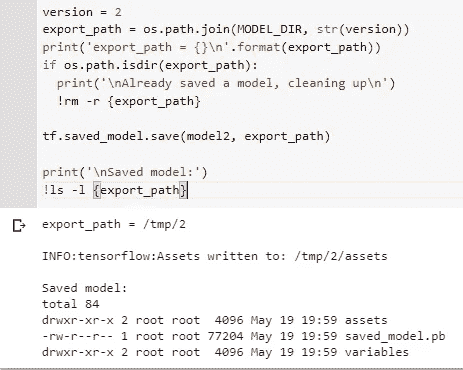 version = 2
export_path = os.path.join(MODEL_DIR, str(version))
print('export_path = {}\n'.format(export_path))
if os.path.isdir(export_path):
  print('\nAlready saved a model, cleaning up\n')
  !rm -r {export_path}

tf.saved_model.save(model2, export_path)

print('\nSaved model:')
!ls -l {export_path}
export_path = /tmp/2

INFO:tensorflow:Assets written to: /tmp/2/assets

Saved model:
total 84
drwxr-xr-x 2 root root  4096 May 19 19:59 assets
-rw-r--r-- 1 root root 77204 May 19 19:59 saved_model.pb
drwxr-xr-x 2 root root  4096 May 19 19:59 variables